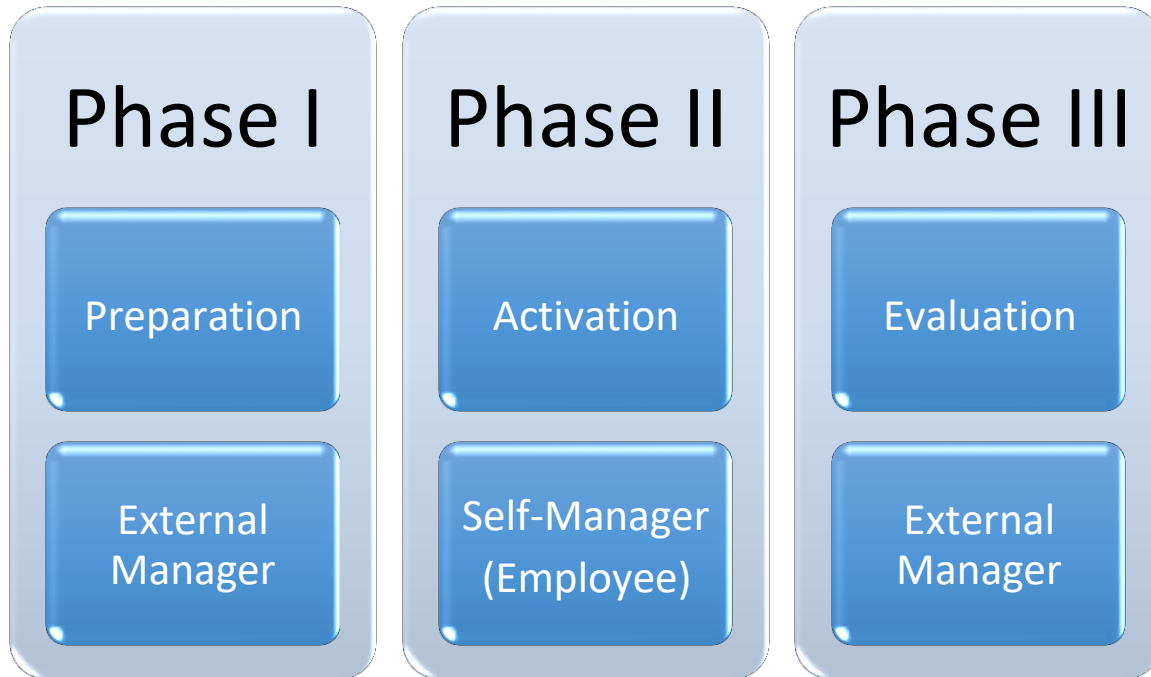 Phase I
Preparation
External
Manager
Phase II
Activation
Self-Manager
(Employee)
Phase III
Evaluation
External
Manager